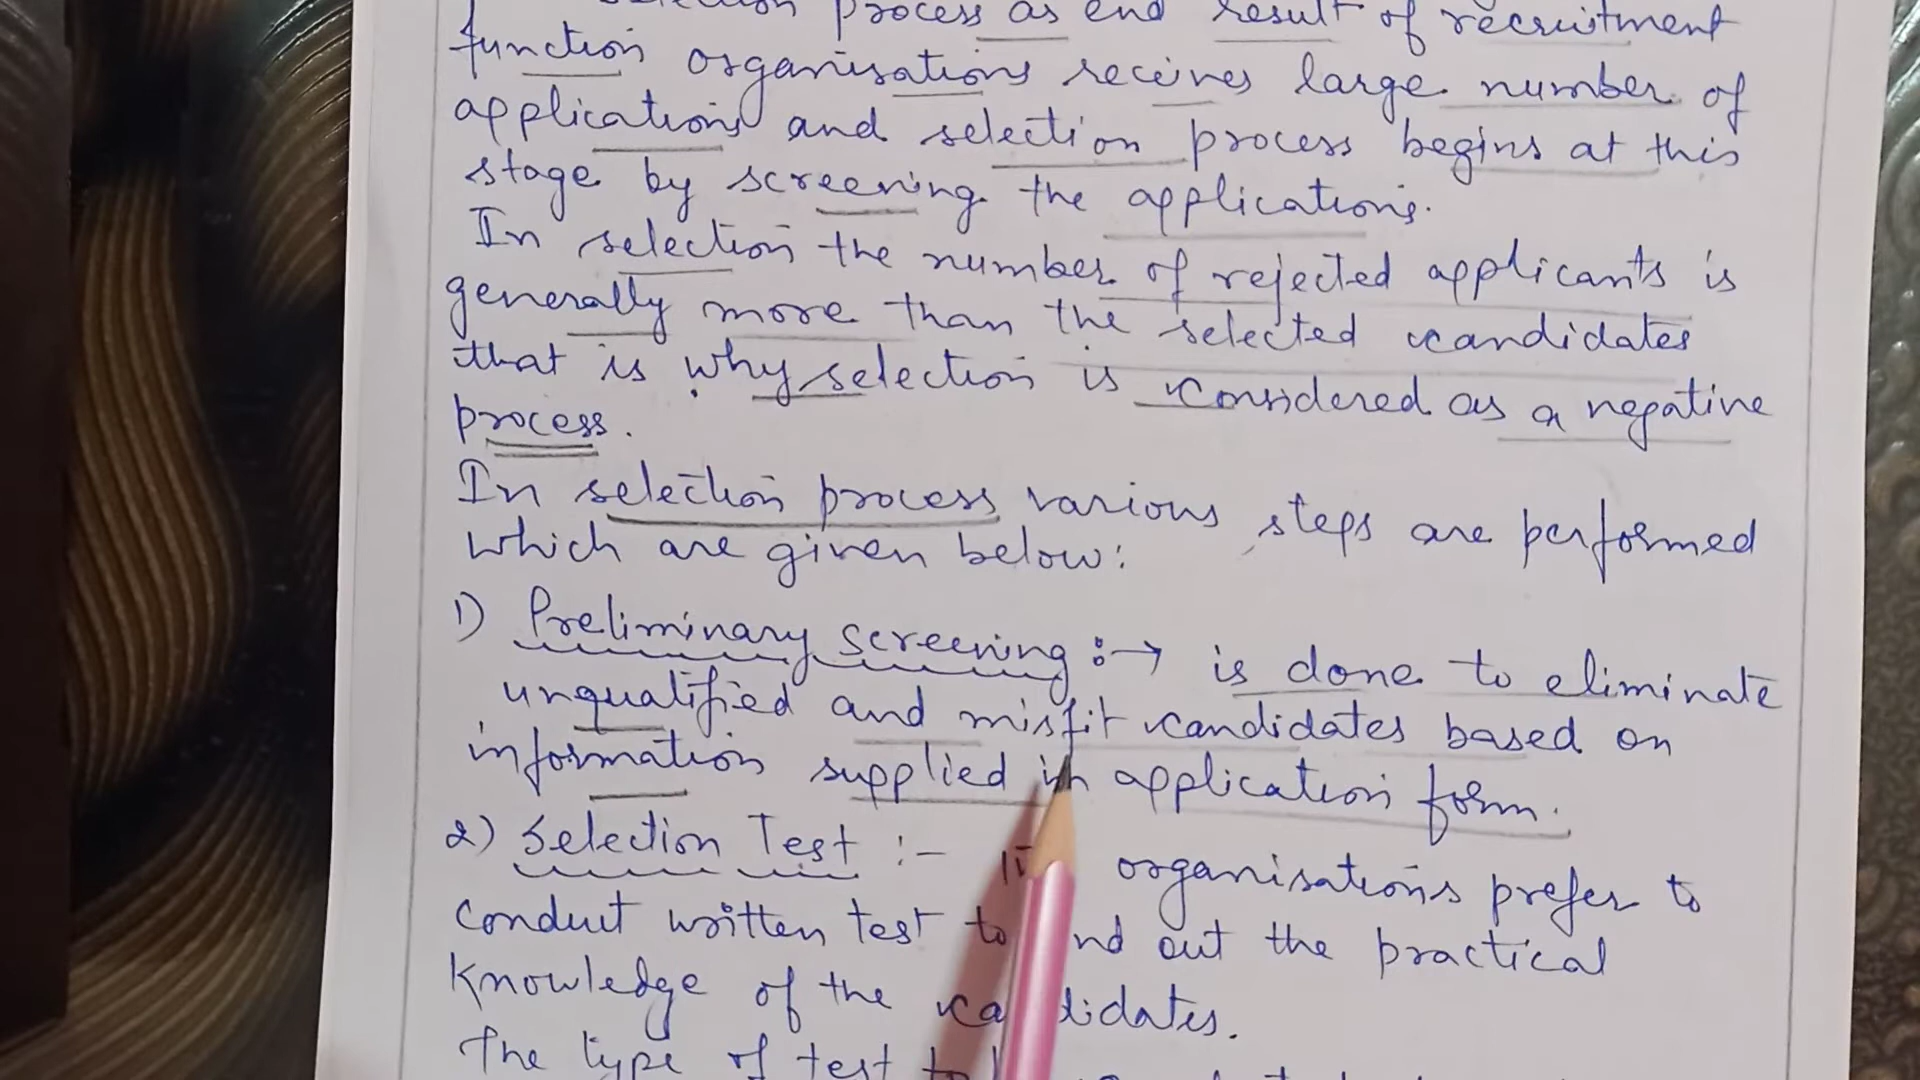 selection process as end result of recruitment
function organisations receives large number of
applications and selection process begins at this
stage by screening the applications.
In selection the number of rejected applicants is
generally more than the selected candidates
that is why selection is considered as a negative
process.
In selection process various steps are performed
which are given below:
1) Preliminary screening :→ is done to eliminate
unqualified and misfit candidates based on
information supplied in application form.
2) Selection Test :- organisations prefer to
conduct written test to out the practical
knowledge of the candidates.
The type of test